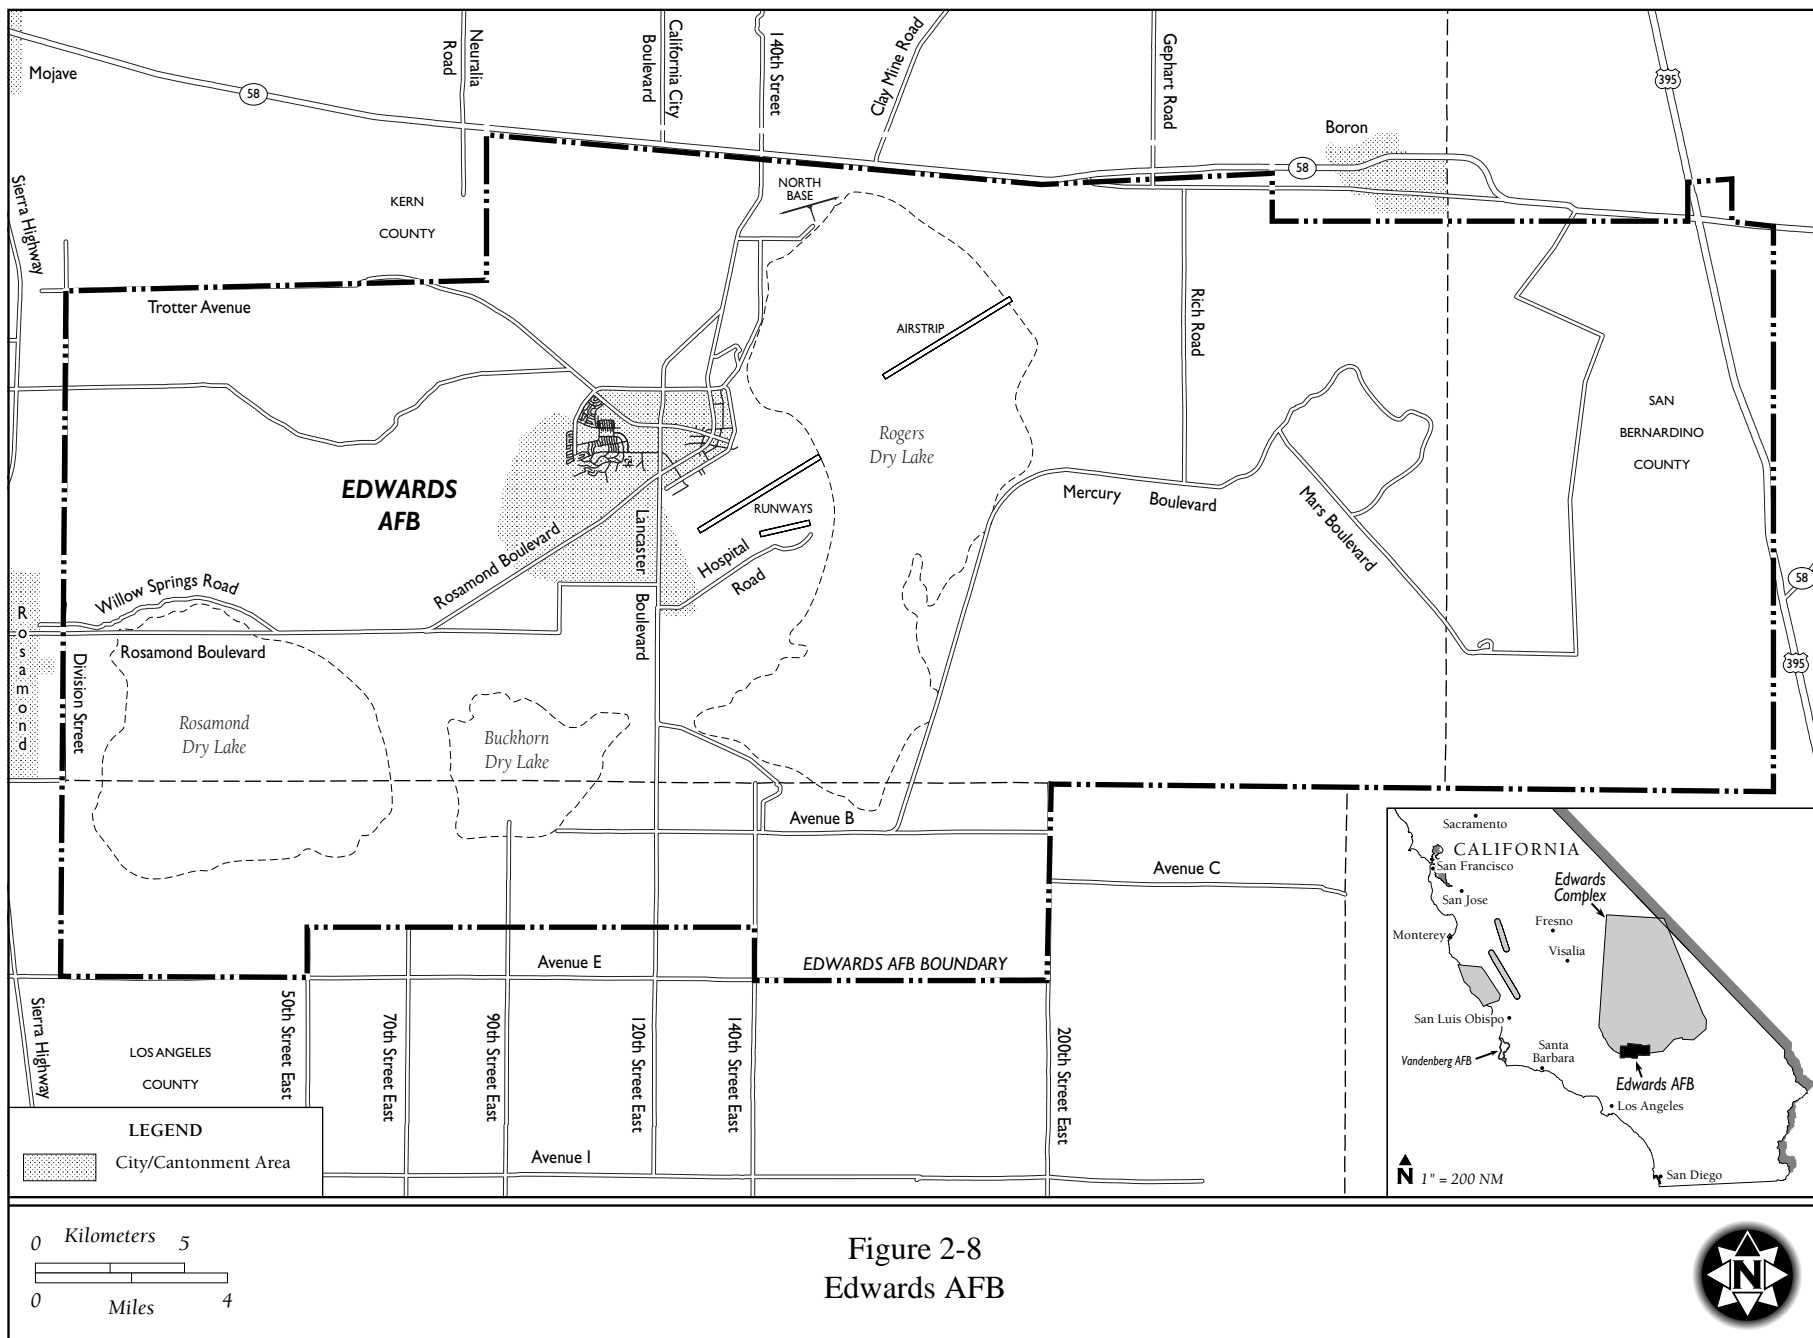 Mojave
58
Neuralia
Road
California City
Boulevard
140th Street
Clay Mine Road
Gephart Road
395
Boron
58
Sierra Highway
KERN
COUNTY
NORTH
BASE
Trotter Avenue
AIRSTRIP
Rich Road
Rogers
Dry Lake
SAN
BERNARDINO
COUNTY
EDWARDS
AFB
Mercury Boulevard
Mars Boulevard
RUNWAYS
Lancaster Boulevard
Hospital
Road
Rosamond Boulevard
Willow Springs Road
58
Rosamond
Rosamond Boulevard
Division Street
395
Rosamond
Dry Lake
Buckhorn
Dry Lake
Avenue B
Avenue C
Avenue E
EDWARDS AFB BOUNDARY
Sierra Highway
50th Street East
70th Street East
90th Street East
120th Street East
140th Street East
200th Street East
LOS ANGELES
COUNTY
Avenue I
LEGEND
City/Cantonment Area
Sacramento
CALIFORNIA
San Francisco
Edwards
Complex
San Jose
Fresno
Monterey
Visalia
San Luis Obispo
Santa
Barbara
Vandenberg AFB
Edwards AFB
Los Angeles
San Diego
N 1" = 200 NM
0 Kilometers 5
0 Miles 4
Figure 2-8
Edwards AFB
N